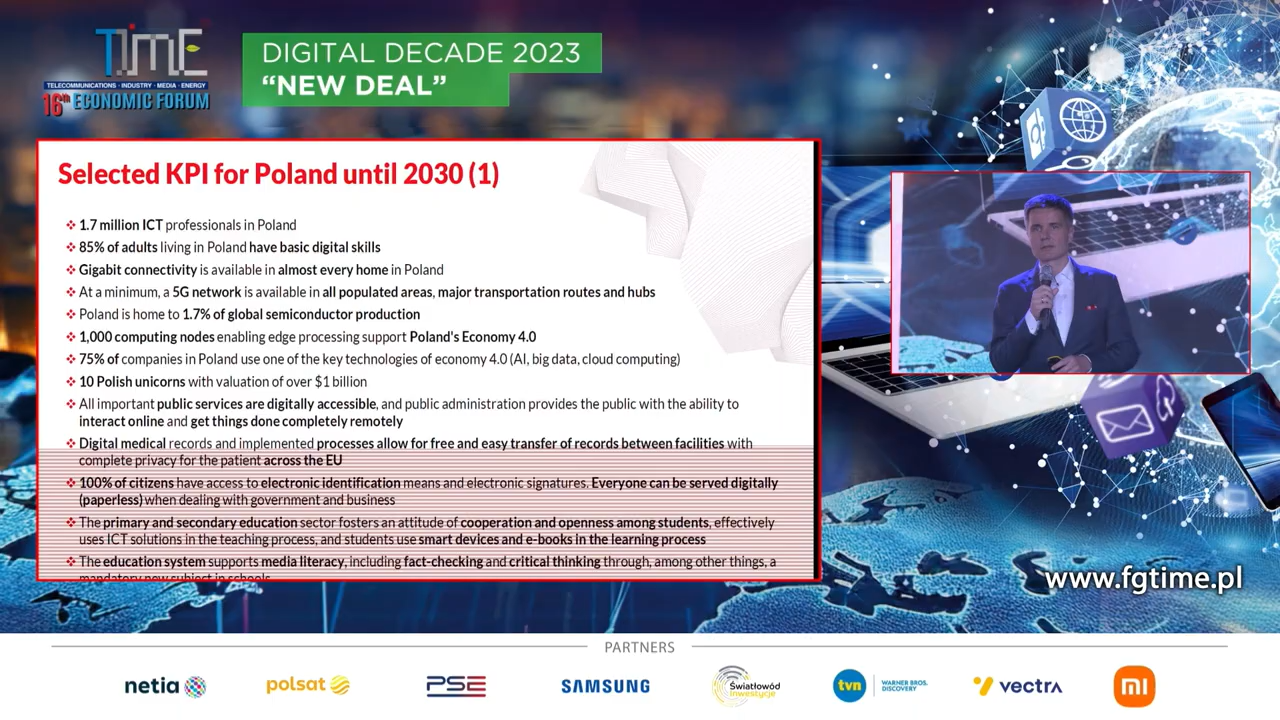 TIME
TELECOMMUNICATIONS · INDUSTRY · MEDIA · ENERGY
16th ECONOMIC FORUM
DIGITAL DECADE 2023
“NEW DEAL”
Selected KPI for Poland until 2030 (1)
❖ 1.7 million ICT professionals in Poland
❖ 85% of adults living in Poland have basic digital skills
❖ Gigabit connectivity is available in almost every home in Poland
❖ At a minimum, a 5G network is available in all populated areas, major transportation routes and hubs
❖ Poland is home to 1.7% of global semiconductor production
❖ 1,000 computing nodes enabling edge processing support Poland's Economy 4.0
❖ 75% of companies in Poland use one of the key technologies of economy 4.0 (AI, big data, cloud computing)
❖ 10 Polish unicorns with valuation of over $1 billion
❖ All important public services are digitally accessible, and public administration provides the public with the ability to
interact online and get things done completely remotely
❖ Digital medical records and implemented processes allow for free and easy transfer of records between facilities with
complete privacy for the patient across the EU
❖ 100% of citizens have access to electronic identification means and electronic signatures. Everyone can be served digitally
(paperless) when dealing with government and business
❖ The primary and secondary education sector fosters an attitude of cooperation and openness among students, effectively
uses ICT solutions in the teaching process, and students use smart devices and e-books in the learning process
❖ The education system supports media literacy, including fact-checking and critical thinking through, among other things, a
mandatory new subject in schools
www.fgtime.pl
PARTNERS
netia
polsat
PSE
SAMSUNG
Światłowód
Inwestycje
tvn
WARNER BROS.
DISCOVERY
vectra
mi